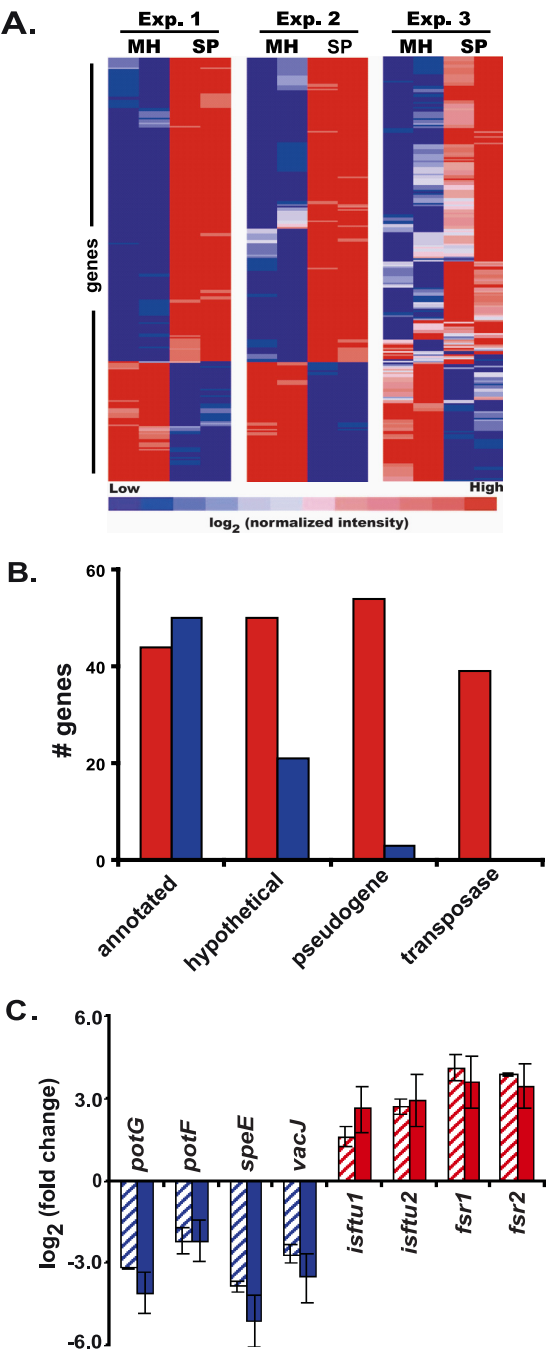 A.
Exp. 1 Exp. 2 Exp. 3
MH SP MH SP MH SP
genes
Low High
log2 (normalized intensity)
B.
# genes
60
40
20
0
annotated hypothetical pseudogene transposase
C.
log2 (fold change)
6.0
3.0
0
-3.0
-6.0
potG potF speE vacJ
isftu1 isftu2 fsr1 fsr2